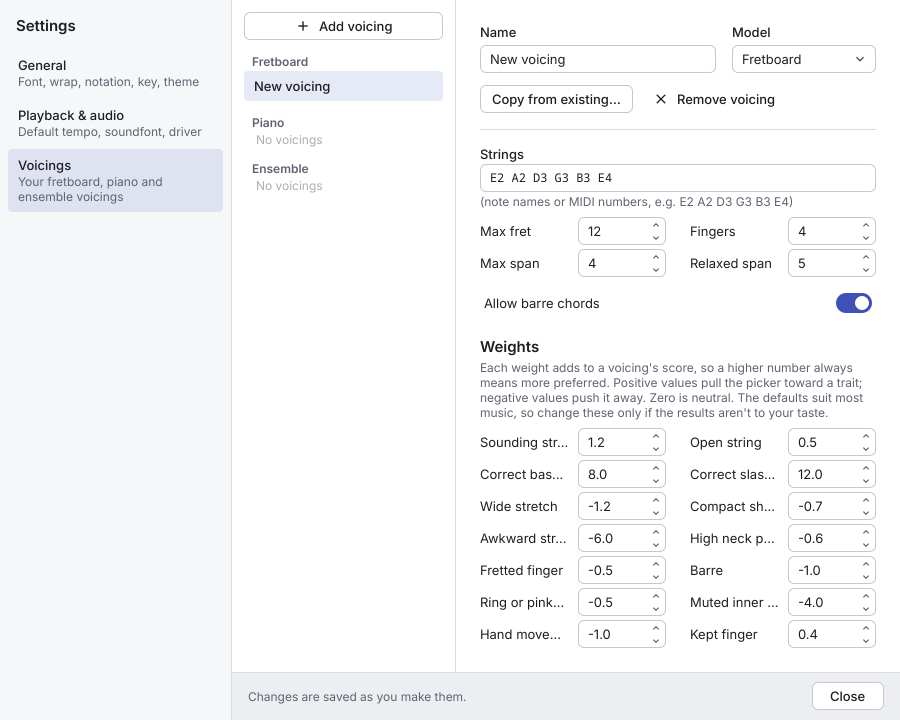 Settings
General
Font, wrap, notation, key, theme
Playback & audio
Default tempo, soundfont, driver
Voicings
Your fretboard, piano and
ensemble voicings
+ Add voicing
Fretboard
New voicing
Piano
No voicings
Ensemble
No voicings
Name
Model
New voicing
Fretboard
Copy from existing...
Remove voicing
Strings
E2 A2 D3 G3 B3 E4
(note names or MIDI numbers, e.g. E2 A2 D3 G3 B3 E4)
Max fret 12 Fingers 4
Max span 4 Relaxed span 5
Allow barre chords
Weights
Each weight adds to a voicing's score, so a higher number always
means more preferred. Positive values pull the picker toward a trait;
negative values push it away. Zero is neutral. The defaults suit most
music, so change these only if the results aren't to your taste.
Sounding str... 1.2 Open string 0.5
Correct bas... 8.0 Correct slas... 12.0
Wide stretch -1.2 Compact sh... -0.7
Awkward str... -6.0 High neck p... -0.6
Fretted finger -0.5 Barre -1.0
Ring or pink... -0.5 Muted inner ... -4.0
Hand move... -1.0 Kept finger 0.4
Changes are saved as you make them.
Close